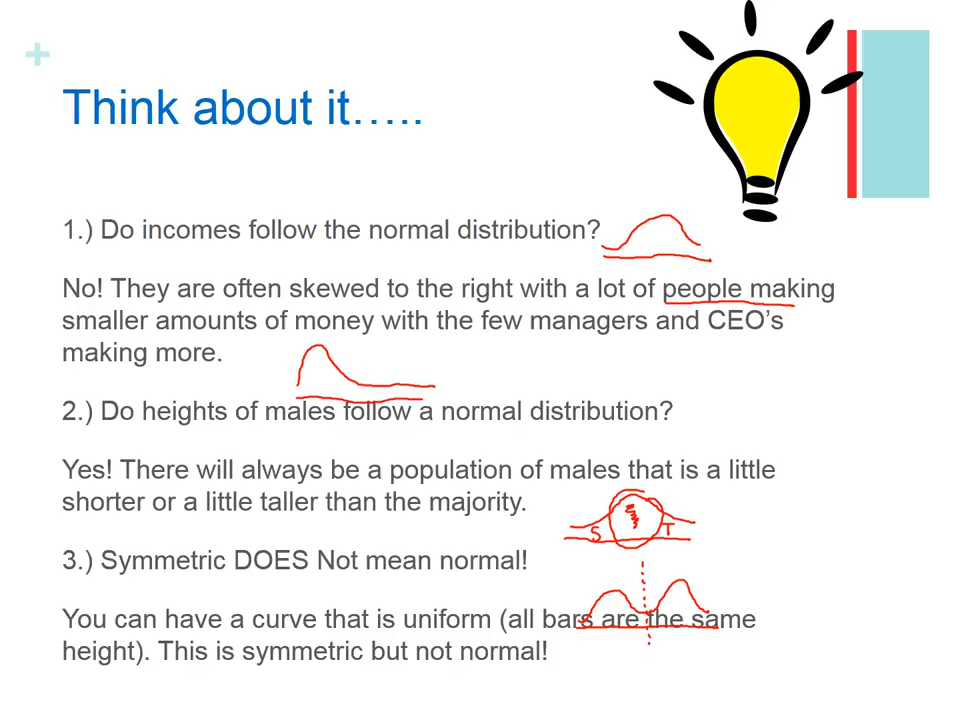 Think about it…..
1.) Do incomes follow the normal distribution?
No! They are often skewed to the right with a lot of people making
smaller amounts of money with the few managers and CEO’s
making more.
2.) Do heights of males follow a normal distribution?
Yes! There will always be a population of males that is a little
shorter or a little taller than the majority.
S T
3.) Symmetric DOES Not mean normal!
You can have a curve that is uniform (all bars are the same
height). This is symmetric but not normal!